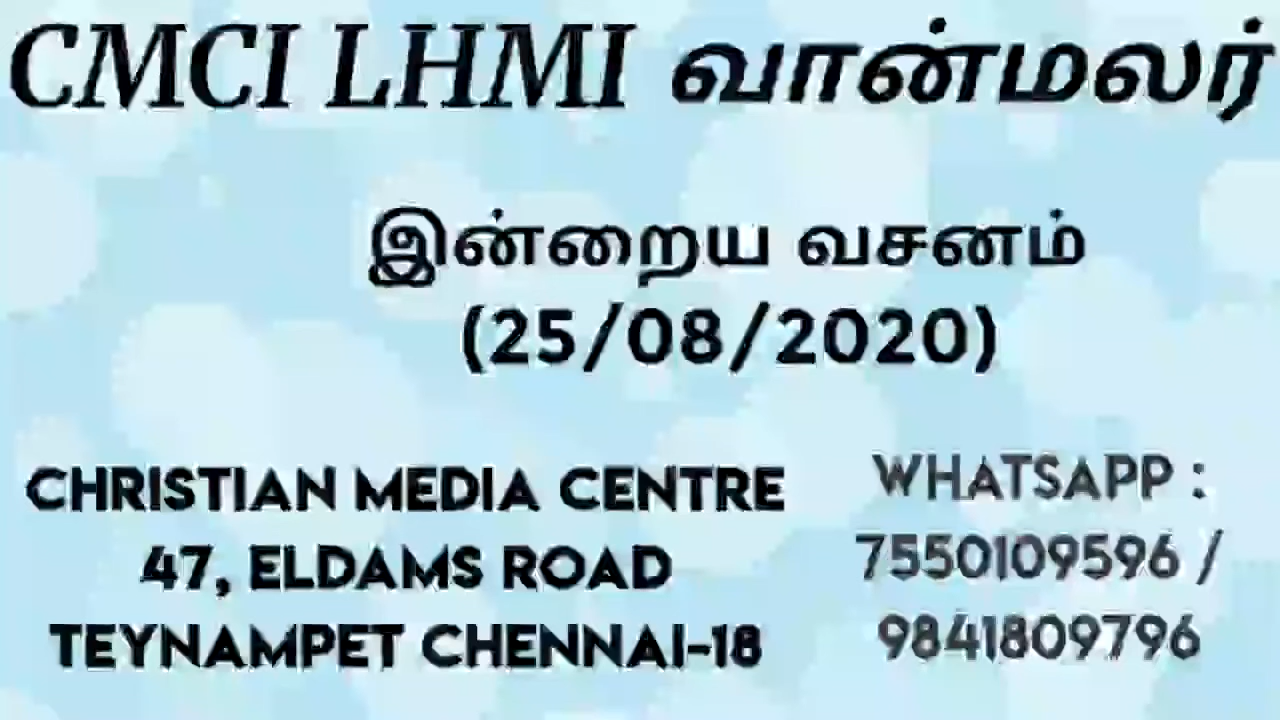 CMCI LHMI வான்மலர்
இன்றைய வசனம்
(25/08/2020)
CHRISTIAN MEDIA CENTRE
47, ELDAMS ROAD
TEYNAMPET CHENNAI-18
WHATSAPP :
7550109596 /
9841809796